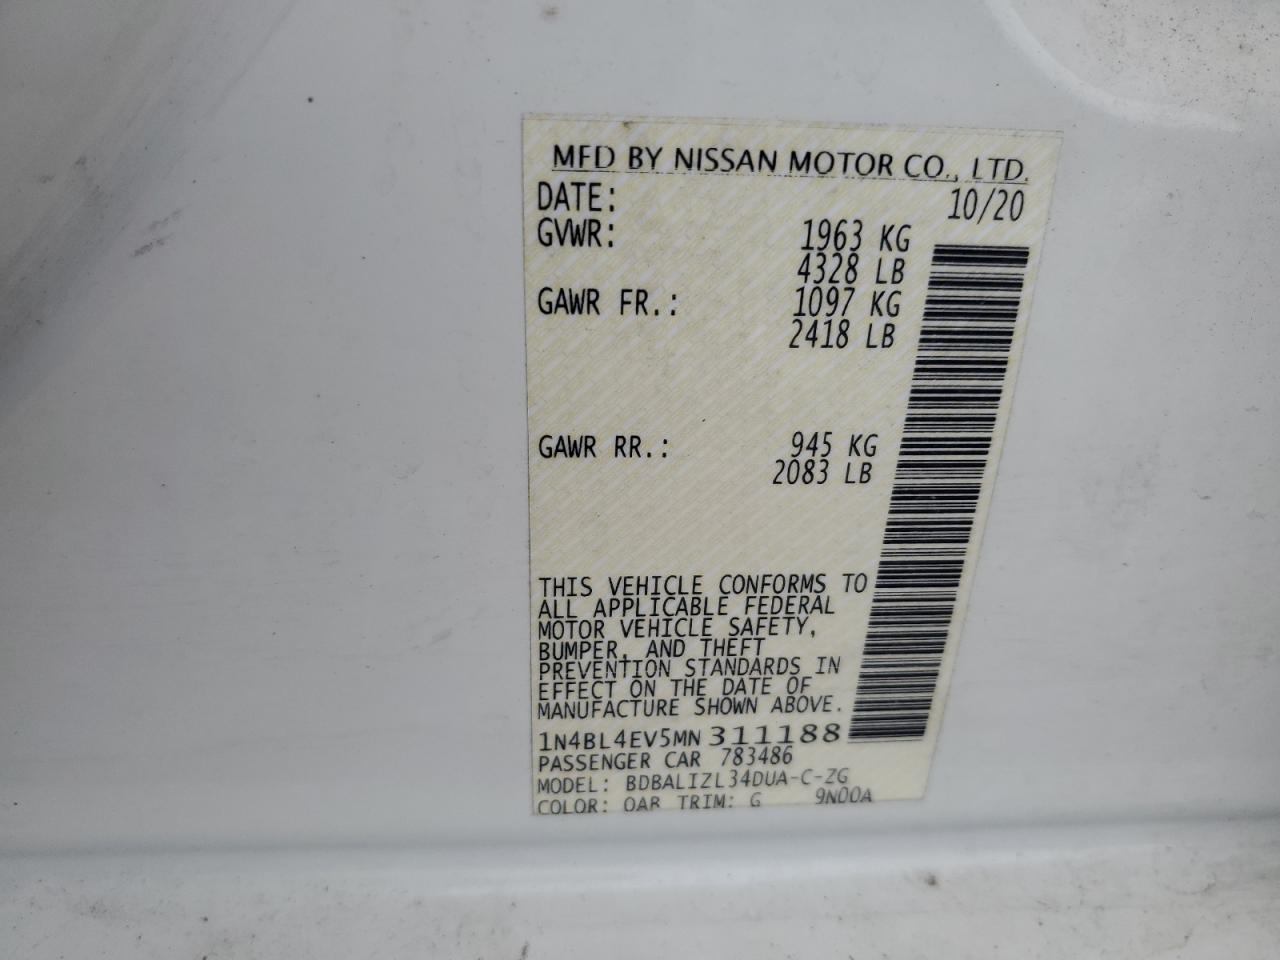 MFD BY NISSAN MOTOR CO., LTD.
DATE: 10/20
GVWR: 1963 KG
4328 LB
GAWR FR.: 1097 KG
2418 LB
GAWR RR.: 945 KG
2083 LB
THIS VEHICLE CONFORMS TO
ALL APPLICABLE FEDERAL
MOTOR VEHICLE SAFETY,
BUMPER, AND THEFT
PREVENTION STANDARDS IN
EFFECT ON THE DATE OF
MANUFACTURE SHOWN ABOVE.
1N4BL4EV5MN311188
PASSENGER CAR 783486
MODEL: BDBALIZL34DUA-C-ZG
COLOR: QAB TRIM: G 9N00A